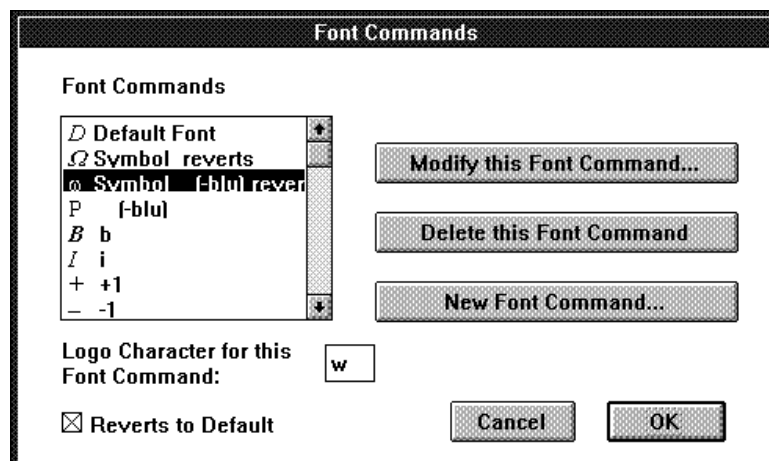 Font Commands
Font Commands
D Default Font
Ω Symbol reverts
ω Symbol (-blu) rever
P (-blu)
B b
I i
+ +1
– -1
Modify this Font Command...
Delete this Font Command
New Font Command...
Logo Character for this
Font Command:
w
Reverts to Default
Cancel
OK